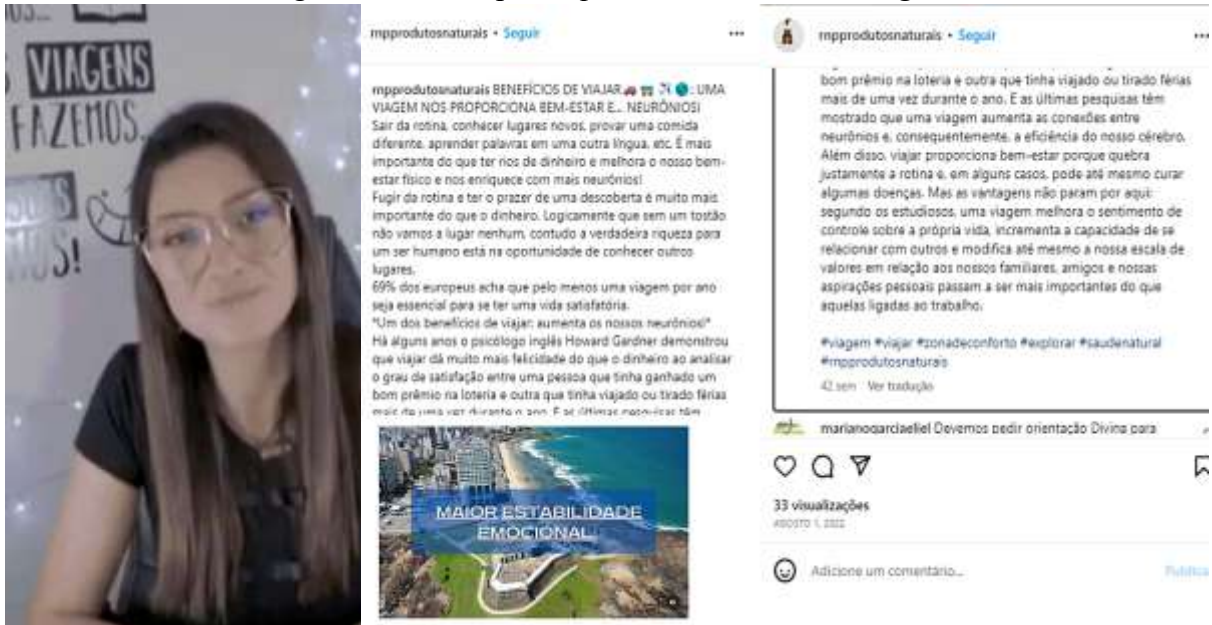 VIAGENS
FAZEMOS.
mpprodutosnaturais • Seguir
mpprodutosnaturais BENEFÍCIOS DE VIAJAR: UMA
VIAGEM NOS PROPORCIONA BEM-ESTAR E... NEURÔNIOS!
Sair da rotina, conhecer lugares novos, provar uma comida
diferente, aprender palavras em uma outra língua, etc. É mais
importante do que ter rios de dinheiro e melhora o nosso bem-
estar físico e nos enriquece com mais neurônios!
Fugir da rotina e ter o prazer de uma descoberta é muito mais
importante do que o dinheiro. Logicamente que sem um tostão
não vamos a lugar nenhum, contudo a verdadeira riqueza para
um ser humano está na oportunidade de conhecer outros
lugares.
69% dos europeus acha que pelo menos uma viagem por ano
seja essencial para se ter uma vida satisfatória.
"Um dos benefícios de viajar: aumenta os nossos neurônios!"
Há alguns anos o psicólogo inglês Howard Gardner demonstrou
que viajar dá muito mais felicidade do que o dinheiro ao analisar
o grau de satisfação entre uma pessoa que tinha ganhado um
bom prêmio na loteria e outra que tinha viajado ou tirado férias
mais de uma vez durante o ano. E as últimas pesquisas têm
MAIOR ESTABILIDADE
EMOCIONAL
mpprodutosnaturais • Seguir
bom prêmio na loteria e outra que tinha viajado ou tirado férias
mais de uma vez durante o ano. E as últimas pesquisas têm
mostrado que uma viagem aumenta as conexões entre
neurônios e, consequentemente, a eficiência do nosso cérebro.
Além disso, viajar proporciona bem-estar porque quebra
justamente a rotina e, em alguns casos, pode até mesmo curar
algumas doenças. Mas as vantagens não param por aqui:
segundo os estudiosos, uma viagem melhora o sentimento de
controle sobre a própria vida, incrementa a capacidade de se
relacionar com outros e modifica até mesmo a nossa escala de
valores em relação aos nossos familiares, amigos e nossas
aspirações pessoais passam a ser mais importantes do que
aquelas ligadas ao trabalho.
#viagem #viajar #zonadeconforto #explorar #saudenatural
#mpprodutosnaturais
42 sem Ver tradução
marianogarciaeliel Devemos pedir orientação Divina para
33 visualizações
AGOSTO 1, 2022
Adicione um comentário...
Publicar